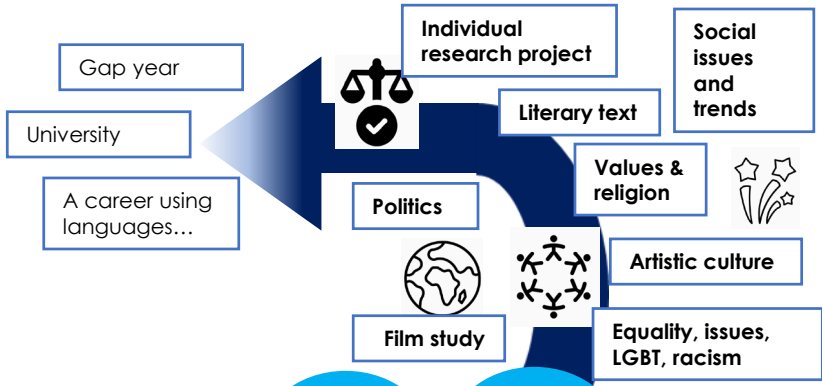 Individual
research project
Social
issues
and
trends
Gap year
Literary text
University
Values &
religion
A career using
languages...
Politics
Artistic culture
Film study
Equality, issues,
LGBT, racism